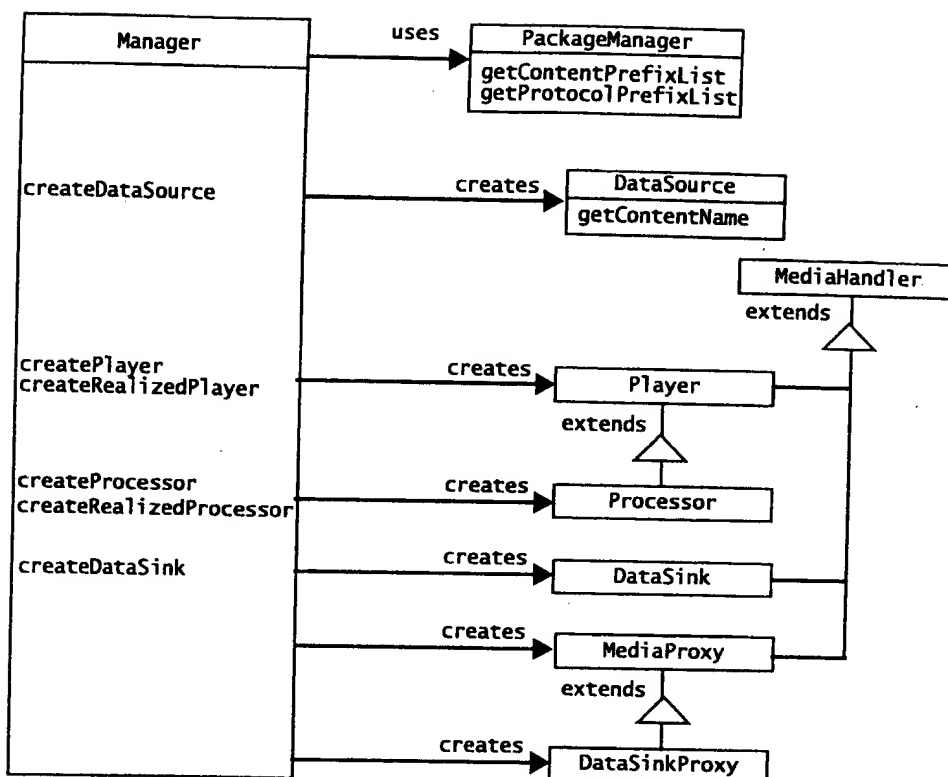 Manager
uses
PackageManager
getContentPrefixList
getProtocolPrefixList
createDataSource
creates
DataSource
getContentName
MediaHandler
extends
createPlayer
createRealizedPlayer
creates
Player
extends
createProcessor
createRealizedProcessor
creates
Processor
createDataSink
creates
DataSink
creates
MediaProxy
extends
creates
DataSinkProxy